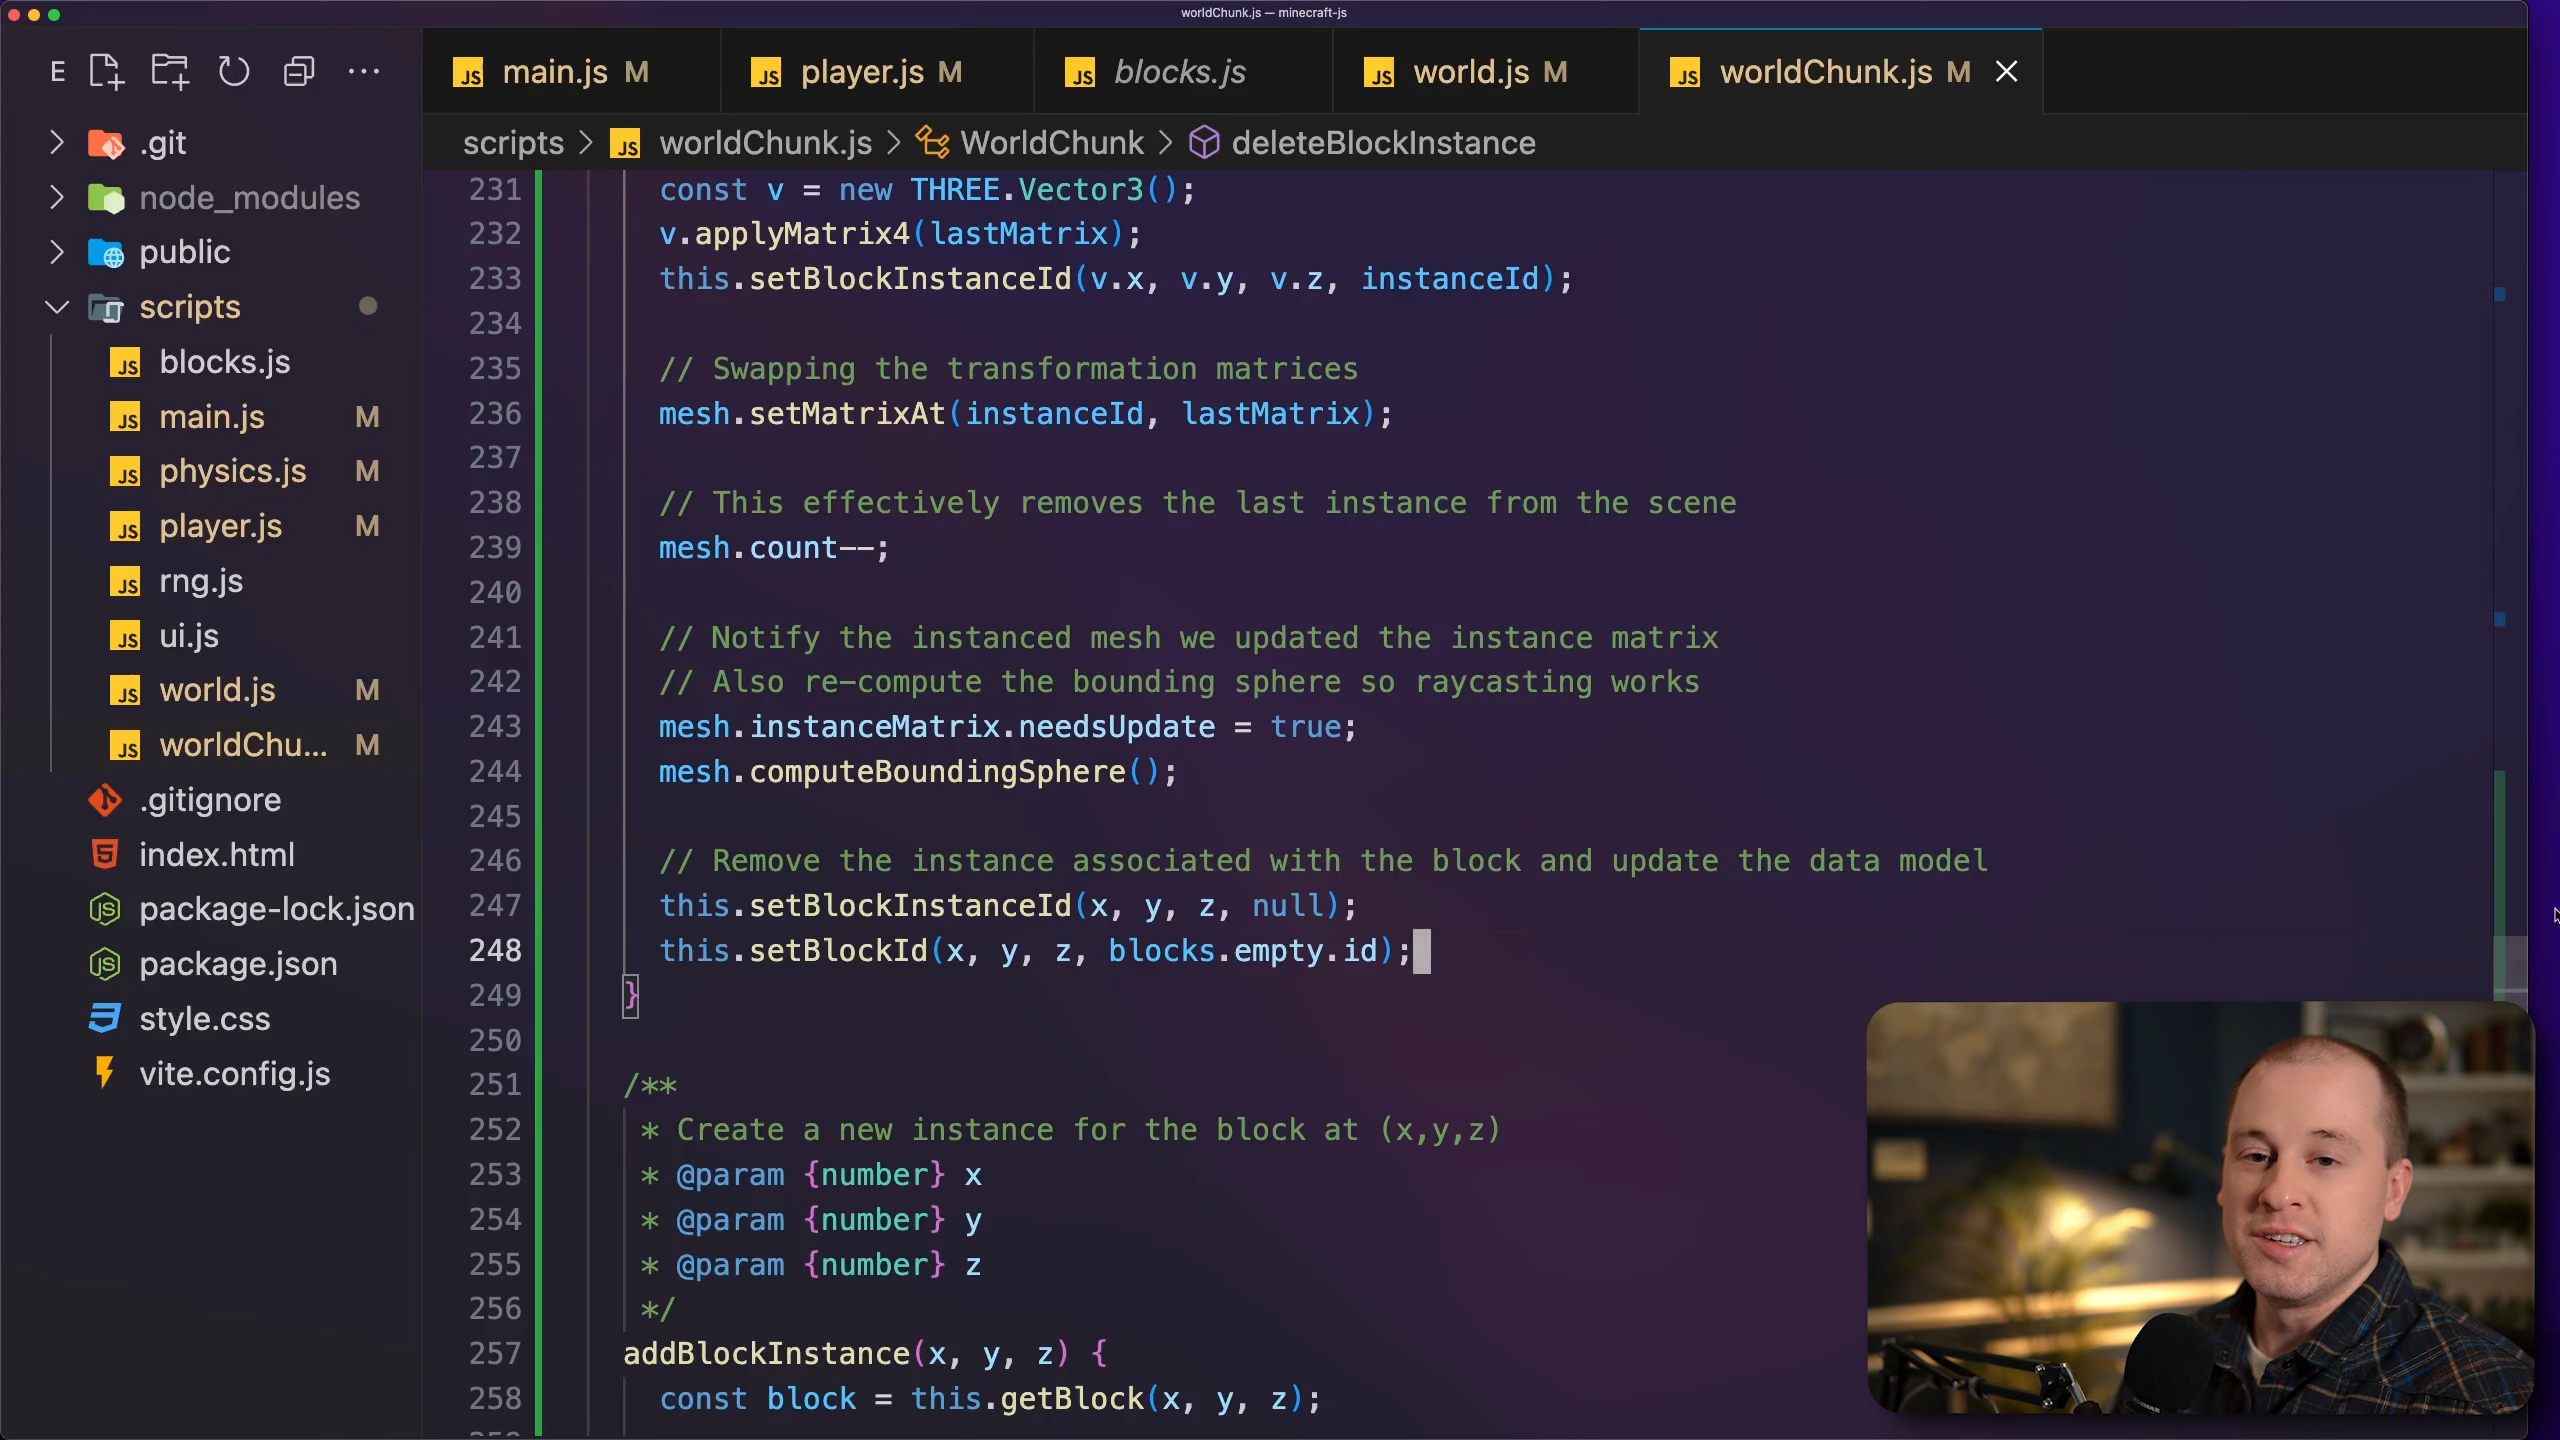 worldChunk.js — minecraft-js
E
main.js M
player.js M
blocks.js
world.js M
worldChunk.js M
scripts > worldChunk.js > WorldChunk > deleteBlockInstance
.git
node_modules
public
scripts
blocks.js
main.js M
physics.js M
player.js M
rng.js
ui.js
world.js M
worldChu... M
.gitignore
index.html
package-lock.json
package.json
style.css
vite.config.js
231 const v = new THREE.Vector3();
232 v.applyMatrix4(lastMatrix);
233 this.setBlockInstanceId(v.x, v.y, v.z, instanceId);
234
235 // Swapping the transformation matrices
236 mesh.setMatrixAt(instanceId, lastMatrix);
237
238 // This effectively removes the last instance from the scene
239 mesh.count--;
240
241 // Notify the instanced mesh we updated the instance matrix
242 // Also re-compute the bounding sphere so raycasting works
243 mesh.instanceMatrix.needsUpdate = true;
244 mesh.computeBoundingSphere();
245
246 // Remove the instance associated with the block and update the data model
247 this.setBlockInstanceId(x, y, z, null);
248 this.setBlockId(x, y, z, blocks.empty.id);
249 }
250
251 /**
252 * Create a new instance for the block at (x,y,z)
253 * @param {number} x
254 * @param {number} y
255 * @param {number} z
256 */
257 addBlockInstance(x, y, z) {
258 const block = this.getBlock(x, y, z);